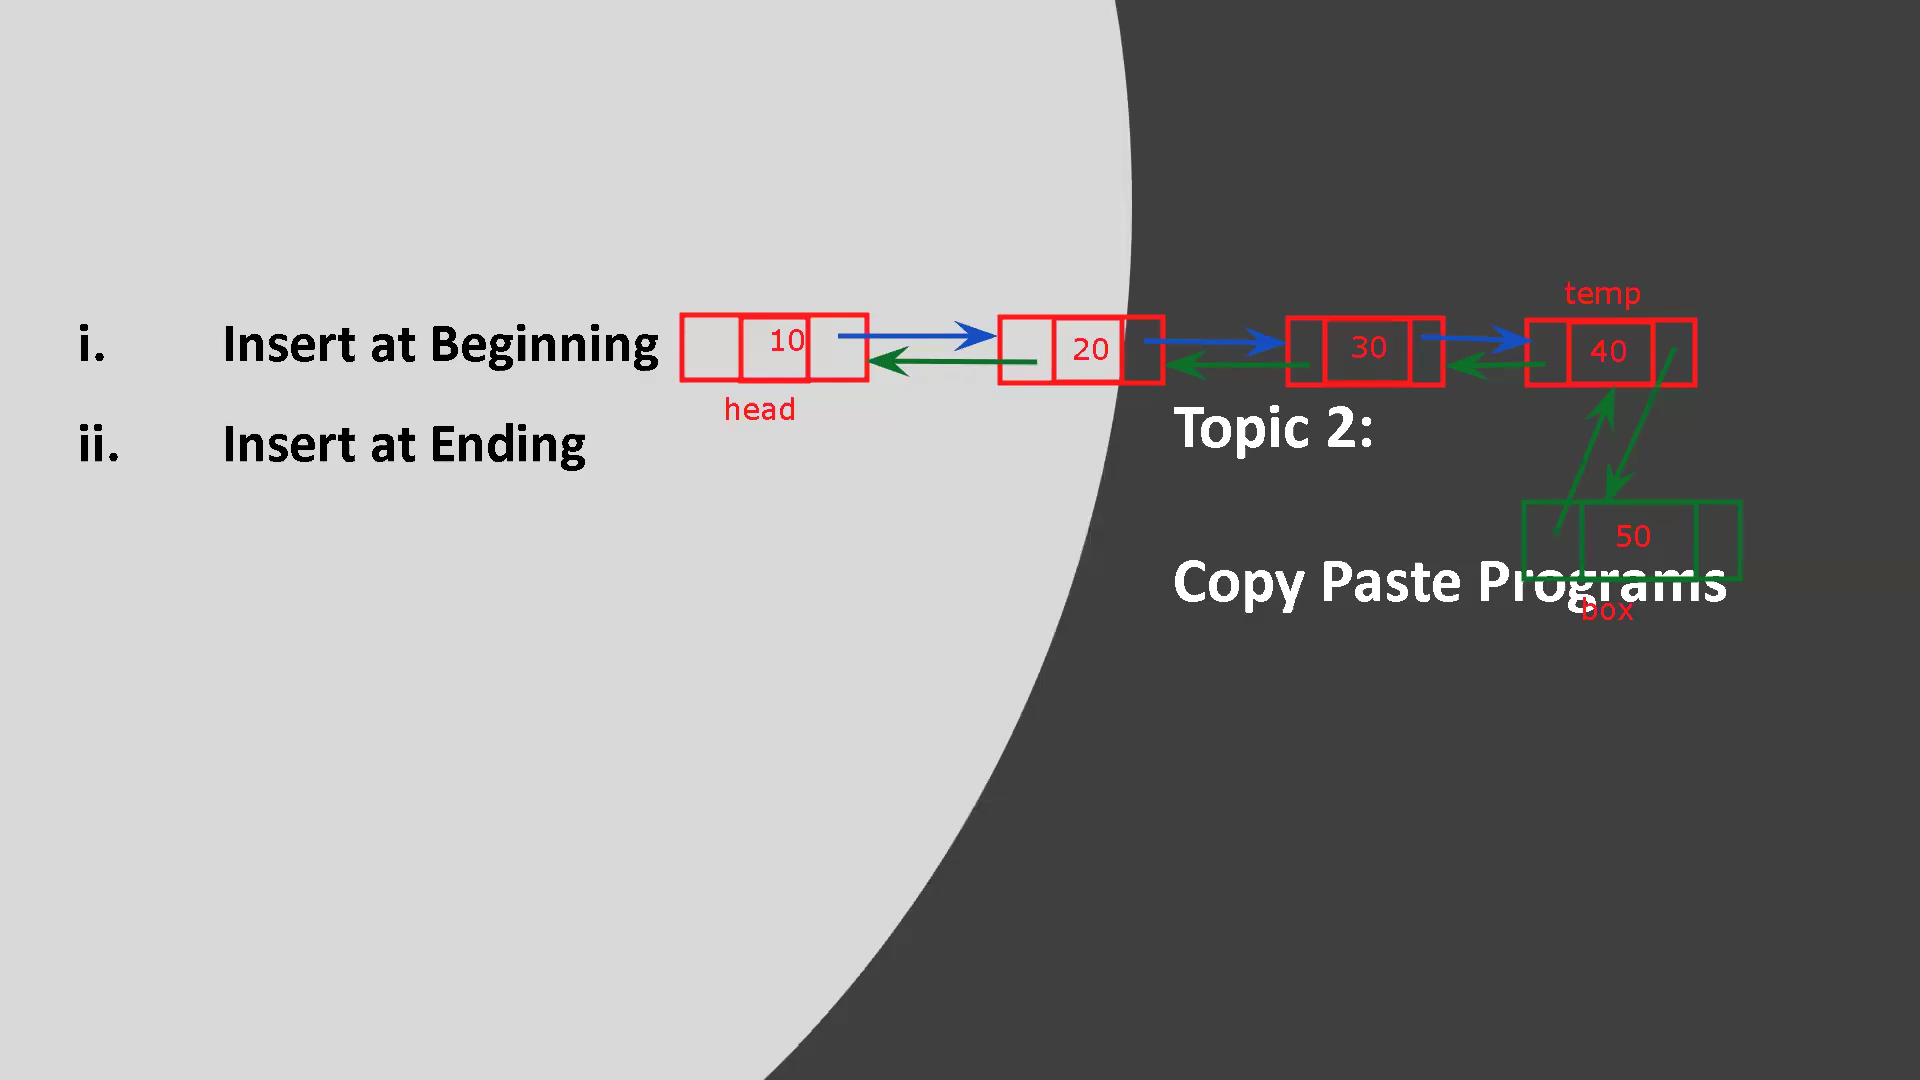 i. Insert at Beginning
ii. Insert at Ending
10
20
30
40
head
temp
50
box
Topic 2:
Copy Paste Programs